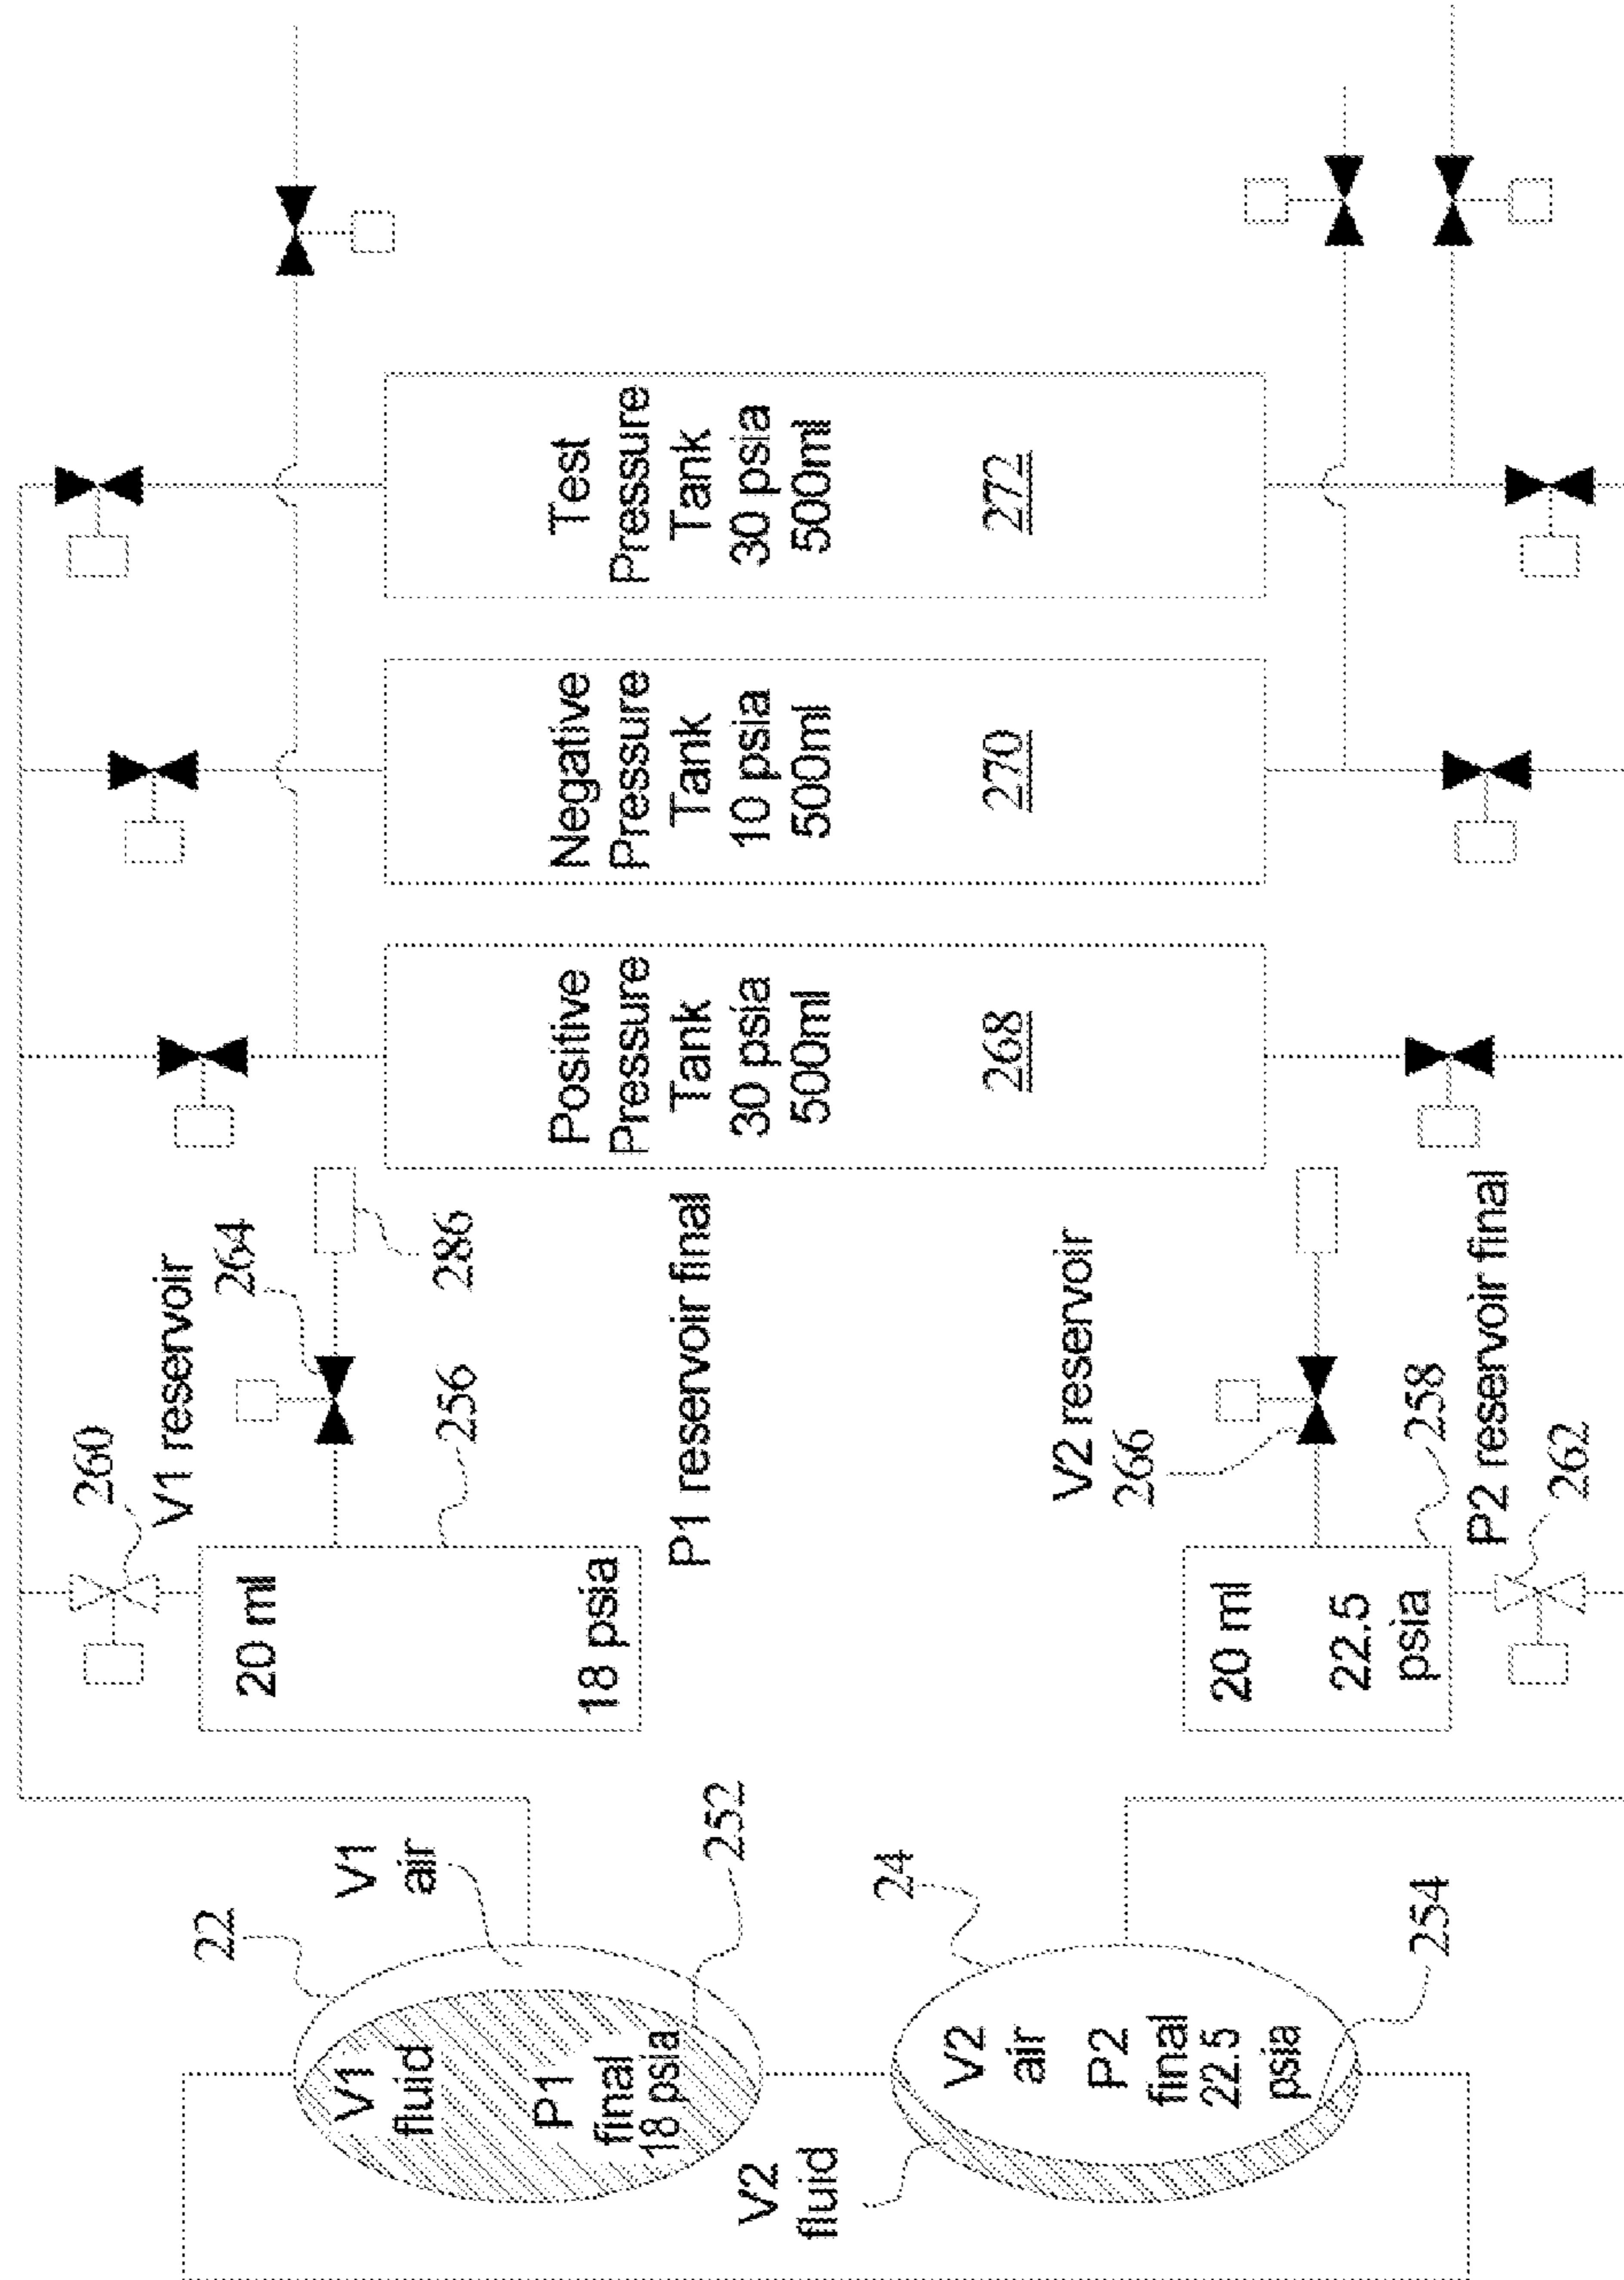 22
V1
air
V1
fluid
P1
final
18 psia
252
V2
fluid
24
V2
air
P2
final
22.5
psia
254
260
V1 reservoir
264
286
256
20 ml
18 psia
P1 reservoir final
V2 reservoir
266
258
20 ml
22.5
psia
P2 reservoir final
262
Positive
Pressure
Tank
30 psia
500ml
268
Negative
Pressure
Tank
10 psia
500ml
270
Test
Pressure
Tank
30 psia
500ml
272